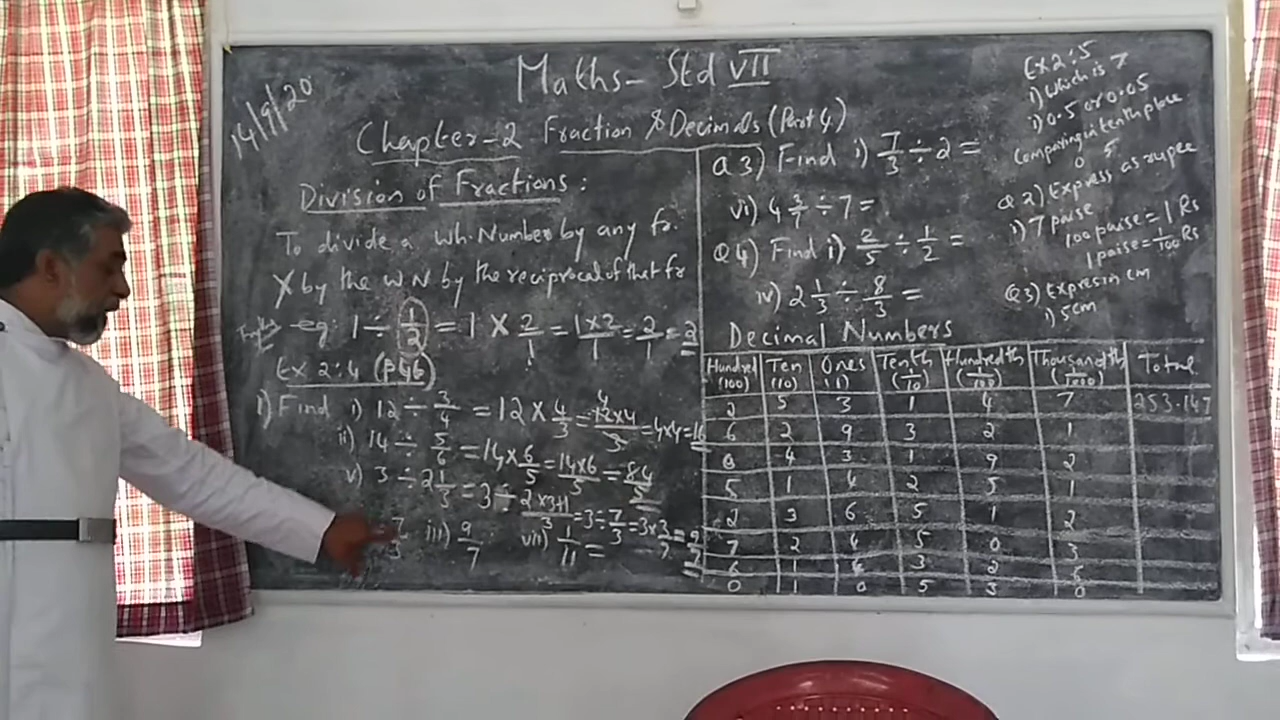 14/9/20
Maths - Std VII
Chapter-2 Fraction & Decimals (Part 4)
Division of Fractions:
To divide a Wh. Number by any fr.
X by the W N by the reciprocal of that fr
eg: 1 ÷ 1/2 = 1 X 2/1 = 1x2/1 = 2/1 = 2
Ex 2:4 (P46)
1) Find i) 12 ÷ 3/4 = 12 x 4/3 = 12x4/3 = 4x4 = 16
ii) 14 ÷ 5/6 = 14 x 6/5 = 14x6/5 = 84/5
v) 3 ÷ 2 1/3 = 3 ÷ 2x3+1/3 = 3 ÷ 7/3 = 3x3/7 = 9/7
7/3 iii) 9/7 vii) 1/11 =
Q 3) Find i) 7/3 ÷ 2 =
vi) 4 3/7 ÷ 7 =
Q4) Find i) 2/5 ÷ 1/2 =
iv) 2 1/3 ÷ 8/3 =
Ex 2:5
1) Which is 7
i) 0.5 or 0.05
Comparing in tenth place
0 5
Q 2) Express as rupee
i) 7 paise
100 paise = 1 Rs
1 paise = 1/100 Rs
Q3) Express in cm
i) 5cm
Decimal Numbers
Hundred (100) Ten (10) Ones (1) Tenth (1/10) Hundredth (1/100) Thousandth (1/1000) Total
2 5 3 1 4 7 253.147
6 2 9 3 2 1
0 4 3 1 9 2
5 1 4 2 5 1
2 3 6 5 1 2
7 2 4 5 0 3
6 1 3 2
0 1 0 5 3 0